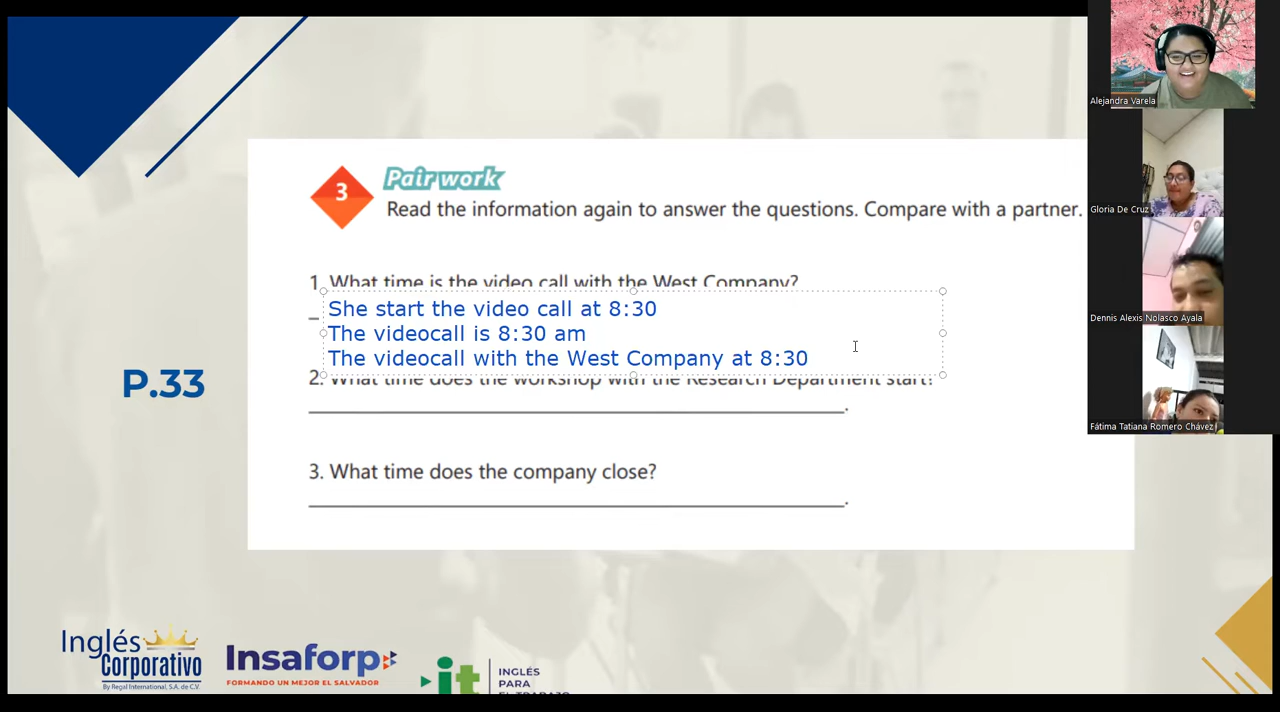 3
Pair work
Read the information again to answer the questions. Compare with a partner.
1. What time is the video call with the West Company?
She start the video call at 8:30
The videocall is 8:30 am
The videocall with the West Company at 8:30
2. What time does the workshop with the Research Department start?
3. What time does the company close?
P.33
Alejandra Varela
Gloria De Cruz
Dennis Alexis Nolasco Ayala
Fátima Tatiana Romero Chávez
Inglés
Corporativo
By Regal International, S.A. de C.V.
Insaforp
FORMANDO UN MEJOR EL SALVADOR
it
INGLÉS
PARA
EL TRABAJO